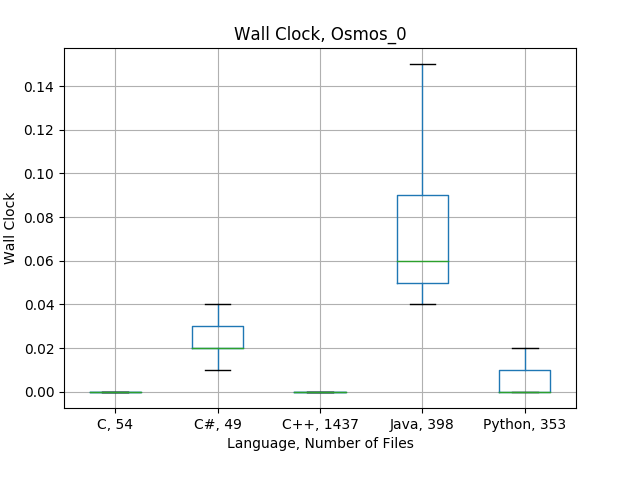 Wall Clock, Osmos_0
Wall Clock
0.14
0.12
0.10
0.08
0.06
0.04
0.02
0.00
C, 54
C#, 49
C++, 1437
Java, 398
Python, 353
Language, Number of Files